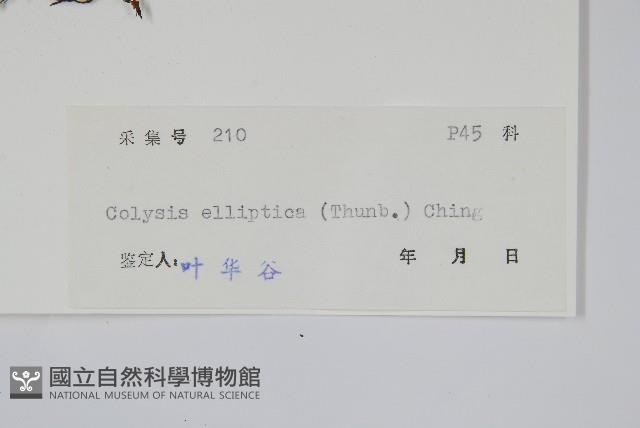 采集号 210 P45 科
Colysis elliptica (Thunb.) Ching
鉴定人: 叶华谷 年 月 日
國立自然科學博物館
NATIONAL MUSEUM OF NATURAL SCIENCE